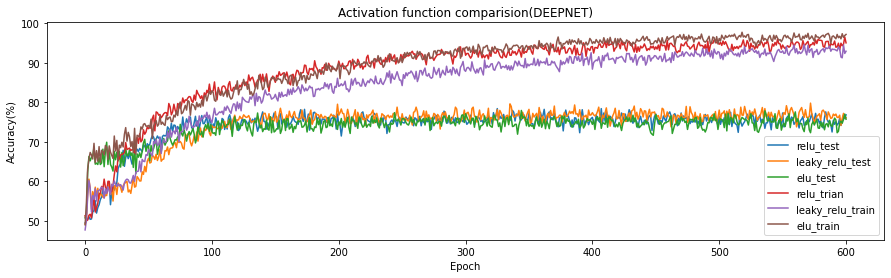 Activation function comparision(DEEPNET)
Accuracy(%)
100
90
80
70
60
50
0
100
200
300
400
500
600
Epoch
relu_test
leaky_relu_test
elu_test
relu_trian
leaky_relu_train
elu_train